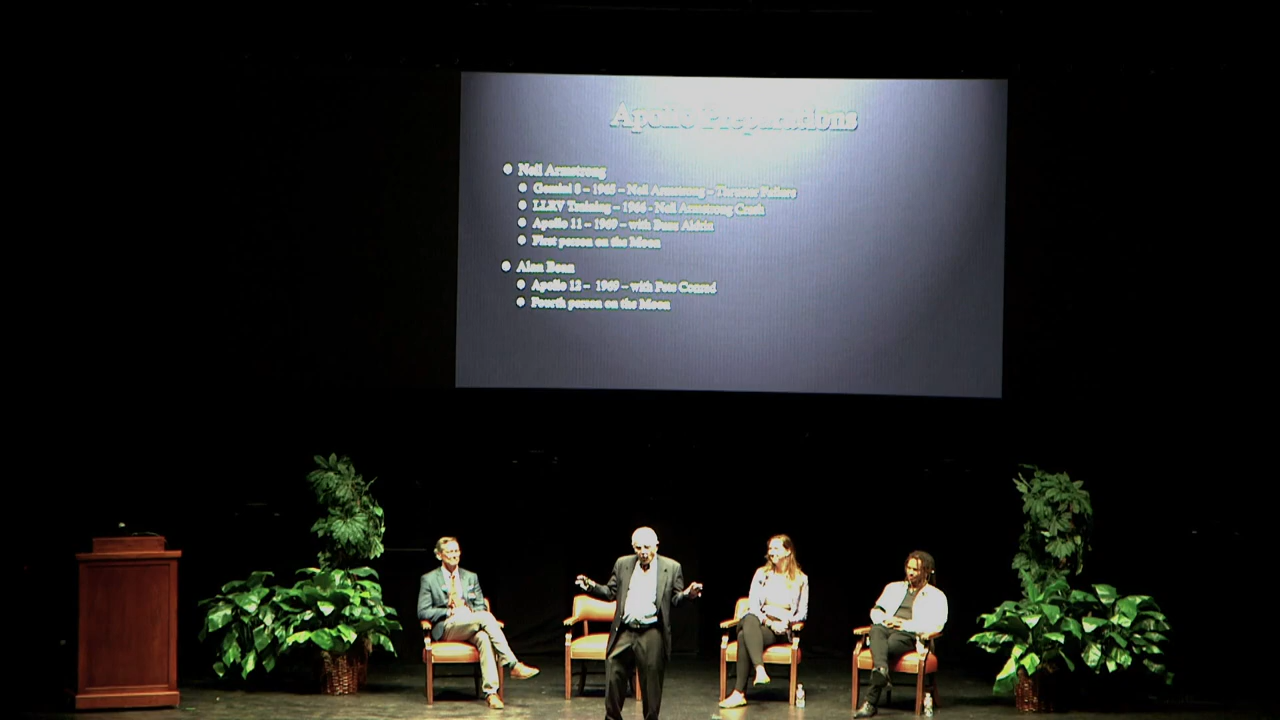 Apollo Preparations
Neil Armstrong
Gemini 8 – 1965 – Neil Armstrong – Thruster Failure
LLRV Training – 1966 - Neil Armstrong Crash
Apollo 11 – 1969 – with Buzz Aldrin
First person on the Moon
Alan Bean
Apollo 12 – 1969 – with Pete Conrad
Fourth person on the Moon